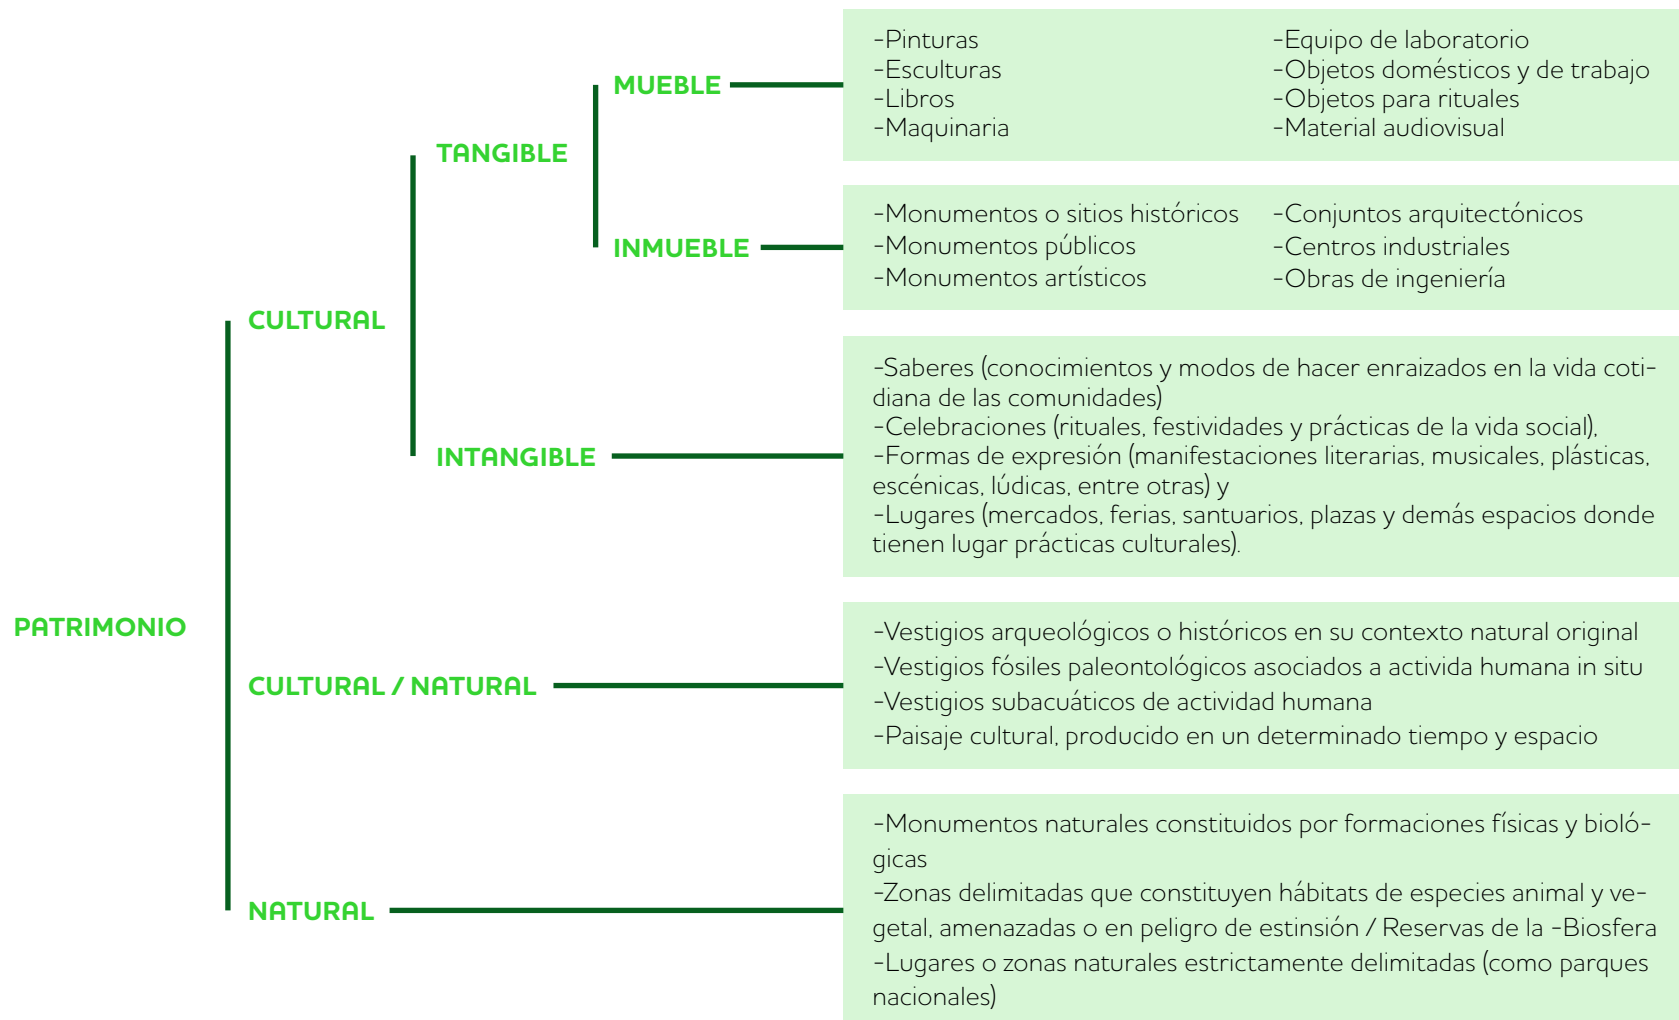 PATRIMONIO
CULTURAL
TANGIBLE
MUEBLE
-Pinturas
-Esculturas
-Libros
-Maquinaria
-Equipo de laboratorio
-Objetos domésticos y de trabajo
-Objetos para rituales
-Material audiovisual
INMUEBLE
-Monumentos o sitios históricos
-Monumentos públicos
-Monumentos artísticos
-Conjuntos arquitectónicos
-Centros industriales
-Obras de ingeniería
INTANGIBLE
-Saberes (conocimientos y modos de hacer enraizados en la vida coti-
diana de las comunidades)
-Celebraciones (rituales, festividades y prácticas de la vida social),
-Formas de expresión (manifestaciones literarias, musicales, plásticas,
escénicas, lúdicas, entre otras) y
-Lugares (mercados, ferias, santuarios, plazas y demás espacios donde
tienen lugar prácticas culturales).
CULTURAL / NATURAL
-Vestigios arqueológicos o históricos en su contexto natural original
-Vestigios fósiles paleontológicos asociados a activida humana in situ
-Vestigios subacuáticos de actividad humana
-Paisaje cultural, producido en un determinado tiempo y espacio
NATURAL
-Monumentos naturales constituidos por formaciones físicas y bioló-
gicas
-Zonas delimitadas que constituyen hábitats de especies animal y ve-
getal, amenazadas o en peligro de estinsión / Reservas de la -Biosfera
-Lugares o zonas naturales estrictamente delimitadas (como parques
nacionales)